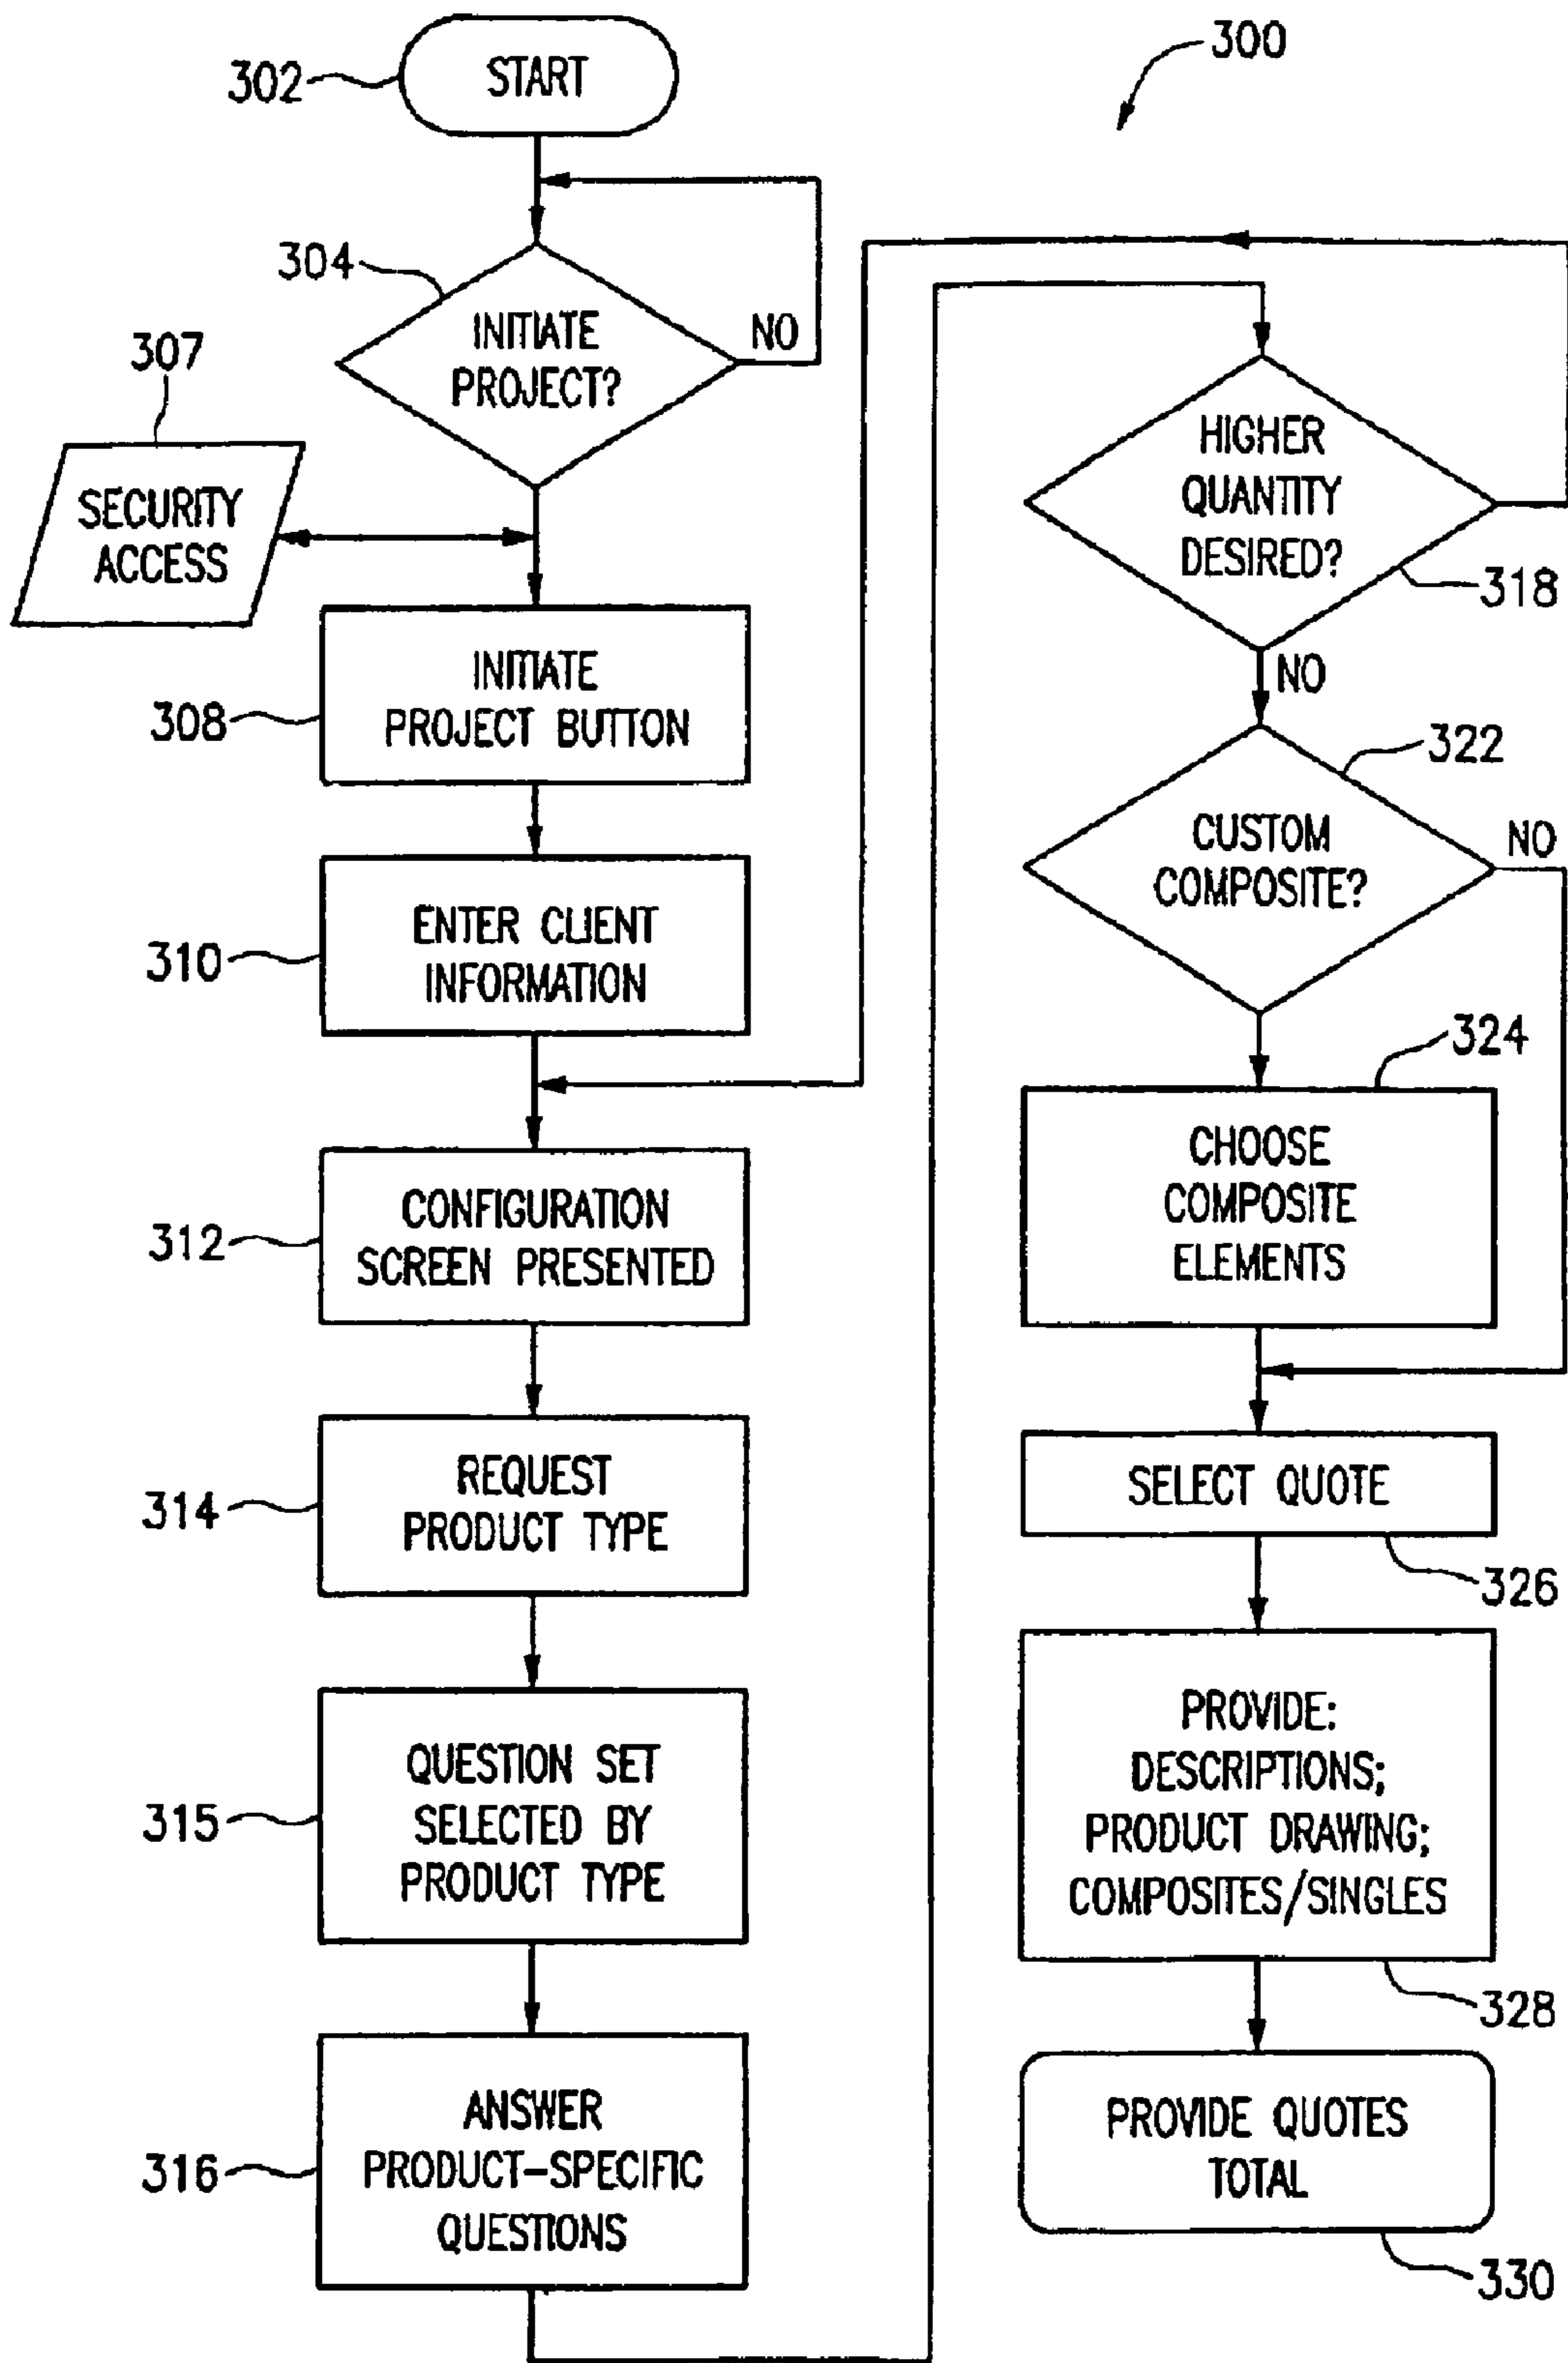 300
302
START
304
INITIATE
PROJECT?
NO
307
SECURITY
ACCESS
308
INITIATE
PROJECT BUTTON
310
ENTER CLIENT
INFORMATION
312
CONFIGURATION
SCREEN PRESENTED
314
REQUEST
PRODUCT TYPE
315
QUESTION SET
SELECTED BY
PRODUCT TYPE
316
ANSWER
PRODUCT-SPECIFIC
QUESTIONS
HIGHER
QUANTITY
DESIRED?
318
NO
322
CUSTOM
COMPOSITE?
NO
324
CHOOSE
COMPOSITE
ELEMENTS
SELECT QUOTE
326
PROVIDE:
DESCRIPTIONS;
PRODUCT DRAWING;
COMPOSITES/SINGLES
328
PROVIDE QUOTES
TOTAL
330